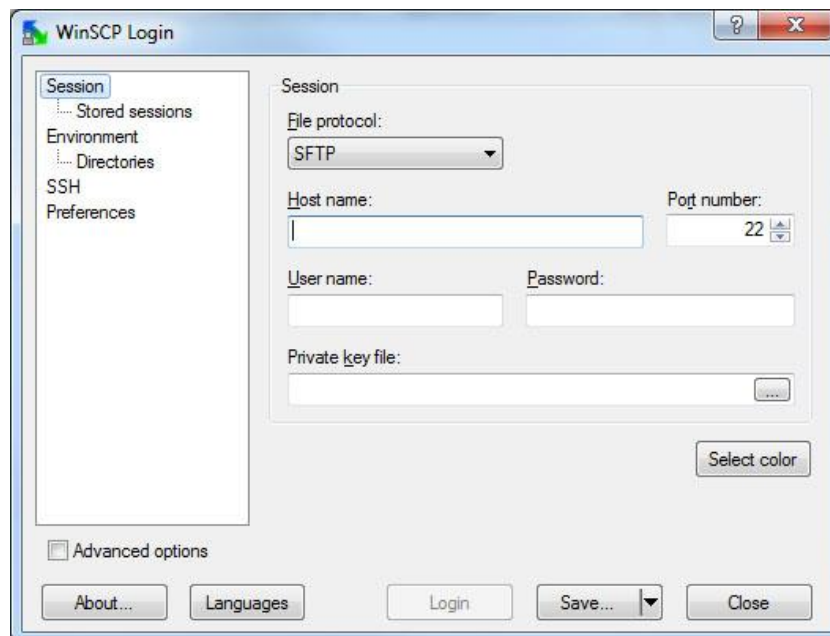 WinSCP Login
Session
Stored sessions
Environment
Directories
SSH
Preferences
Session
File protocol:
SFTP
Host name:
Port number:
22
User name:
Password:
Private key file:
...
Select color
Advanced options
About...
Languages
Login
Save...
Close